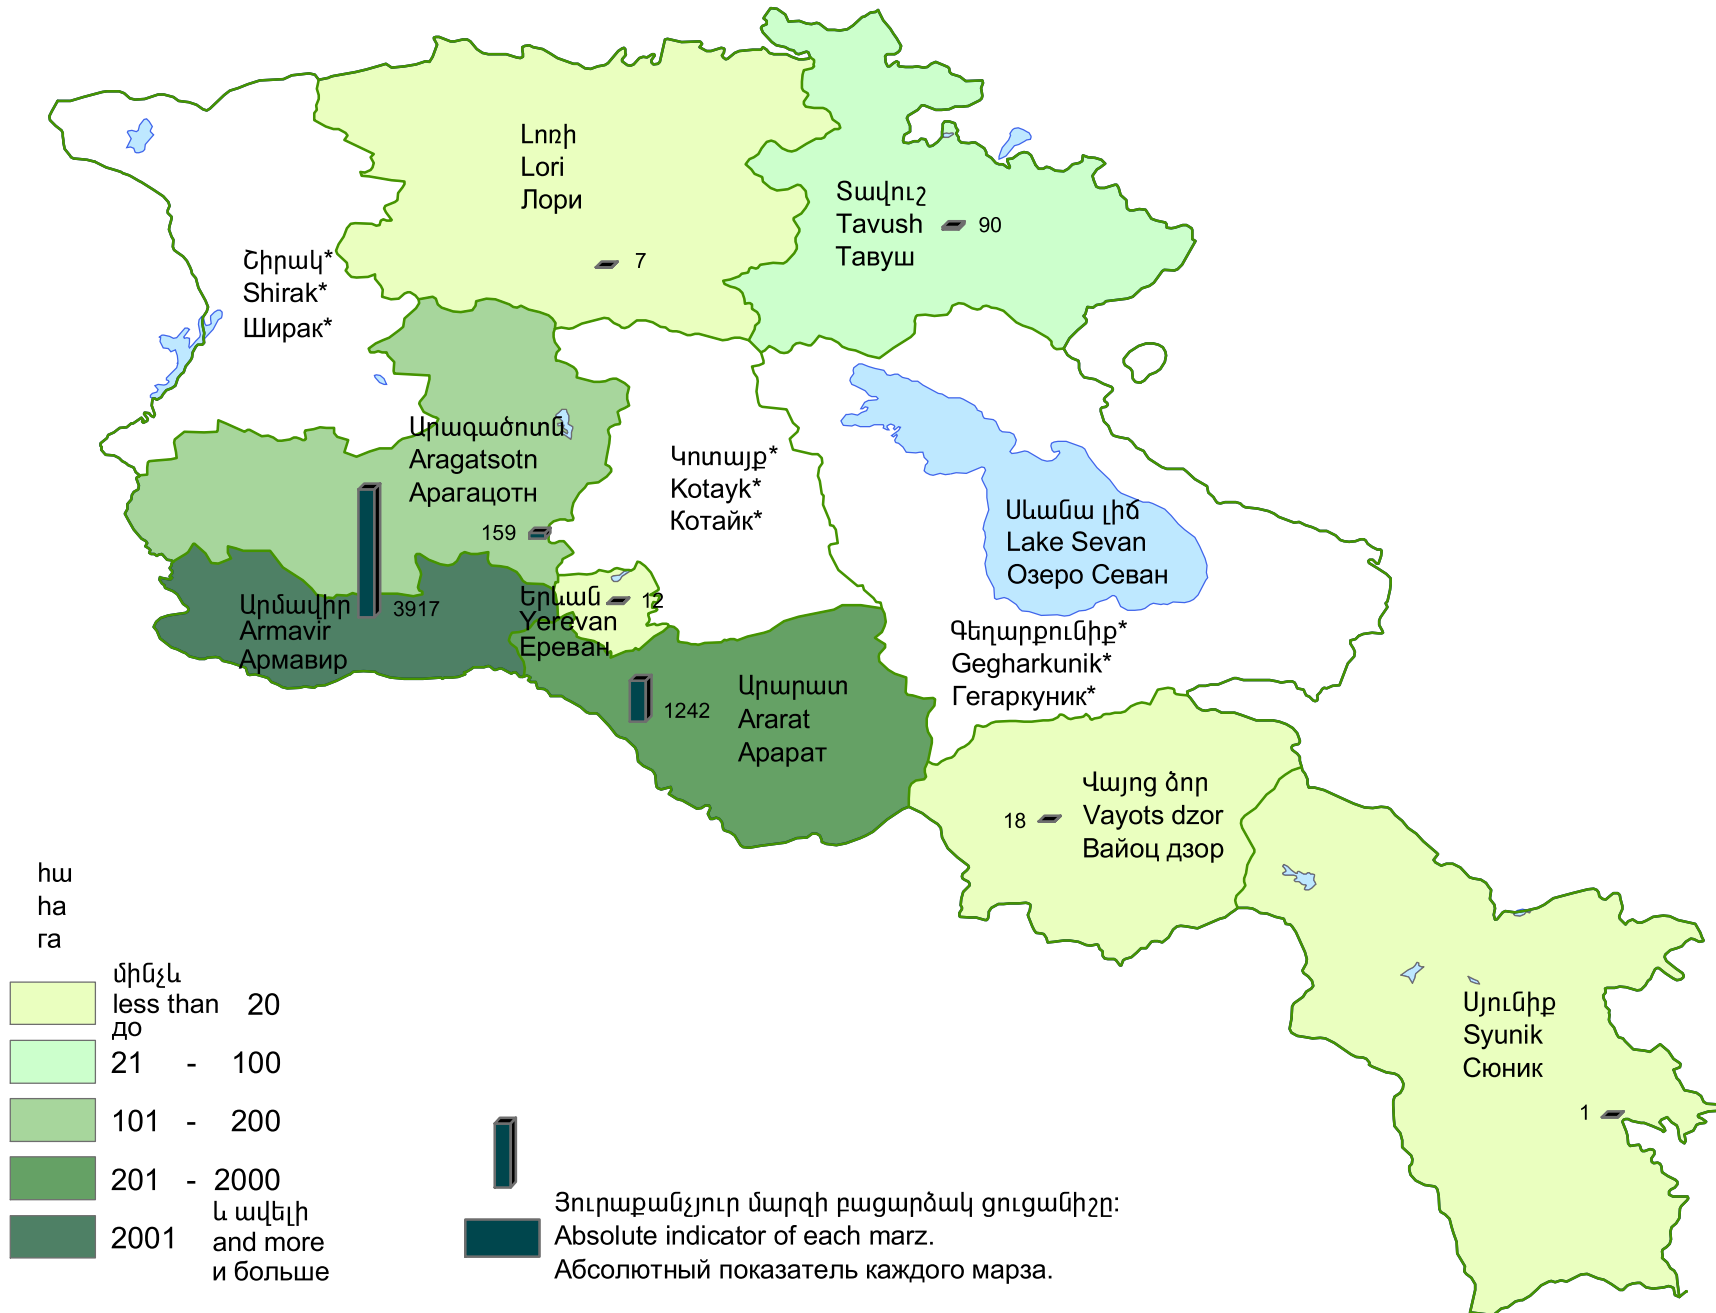 Լոռի
Lori
Лори
7
Տավուշ
Tavush
Тавуш
90
Շիրակ*
Shirak*
Ширак*
Արագածոտն
Aragatsotn
Арагацотн
159
Կոտայք*
Kotayk*
Котайк*
Սևանա լիճ
Lake Sevan
Озеро Севан
Արմավիր
Armavir
Армавир
3917
Երևան
Yerevan
Ереван
12
Գեղարքունիք*
Gegharkunik*
Гегаркуник*
Արարատ
Ararat
Арарат
1242
Վայոց ձոր
Vayots dzor
Вайоц дзор
18
Սյունիք
Syunik
Сюник
1
հա
ha
га
մինչև
less than 20
до
21 - 100
101 - 200
201 - 2000
և ավելի
2001 and more
и больше
Յուրաքանչյուր մարզի բացարձակ ցուցանիշը:
Absolute indicator of each marz.
Абсолютный показатель каждого марза.